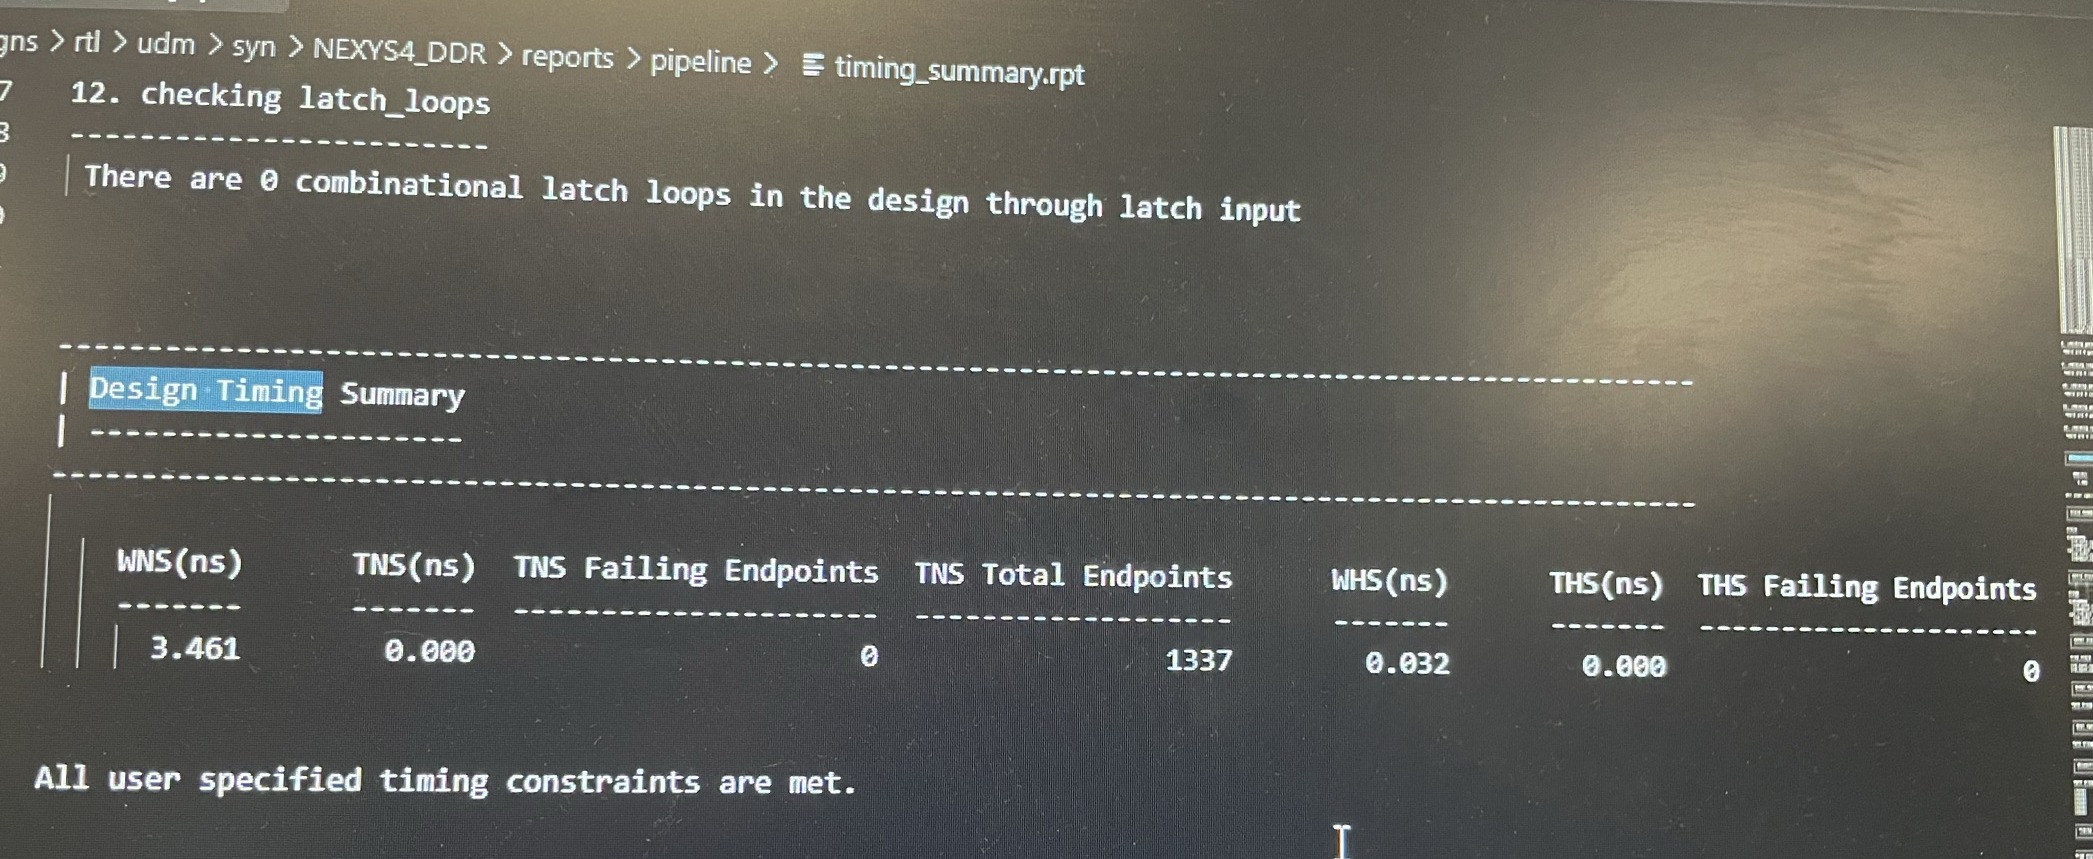 > rtl > udm > syn > NEXYS4_DDR > reports > pipeline > timing_summary.rpt
12. checking latch_loops
------------------------
There are 0 combinational latch loops in the design through latch input
| Design Timing Summary
| ---------------------
WNS(ns) TNS(ns) TNS Failing Endpoints TNS Total Endpoints WHS(ns) THS(ns) THS Failing Endpoints
------- ------- --------------------- ------------------- ------- ------- ---------------------
3.461 0.000 0 1337 0.032 0.000 0
All user specified timing constraints are met.